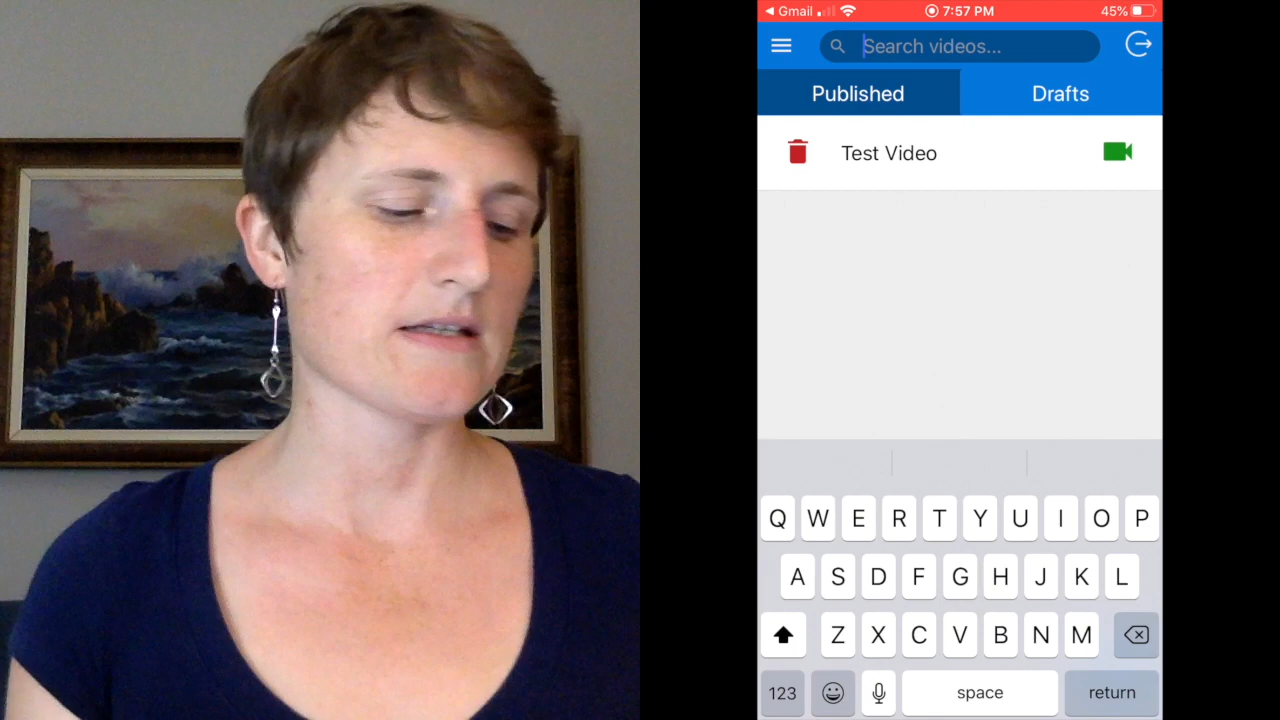 ◀ Gmail 7:57 PM 45%
Search videos...
Published Drafts
Test Video
Q W E R T Y U I O P
A S D F G H J K L
Z X C V B N M
123 space return